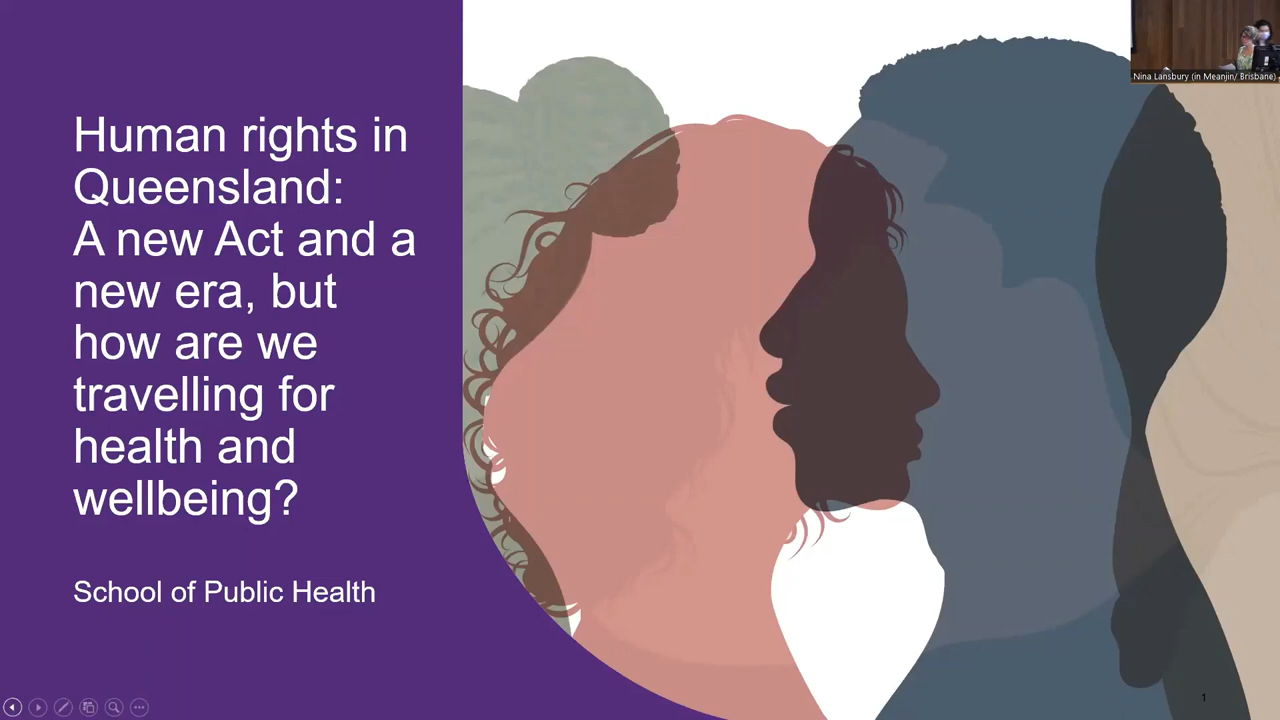 Human rights in
Queensland:
A new Act and a
new era, but
how are we
travelling for
health and
wellbeing?
School of Public Health
Nina Lansbury (in Meanjin/ Brisbane)
1